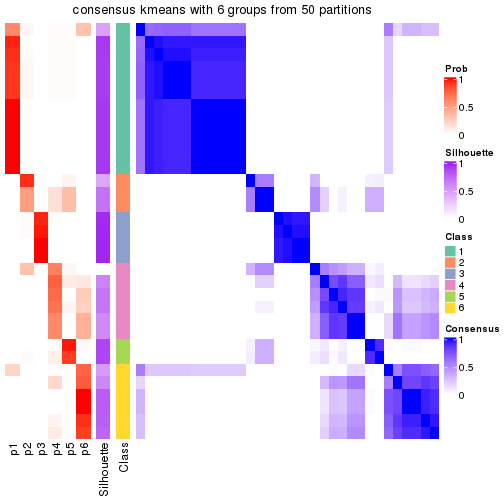 consensus kmeans with 6 groups from 50 partitions
Prob
1
0.5
0
Silhouette
1
0.5
0
Class
1
2
3
4
5
6
Consensus
1
0.5
0
p1
p2
p3
p4
p5
p6
Silhouette
Class